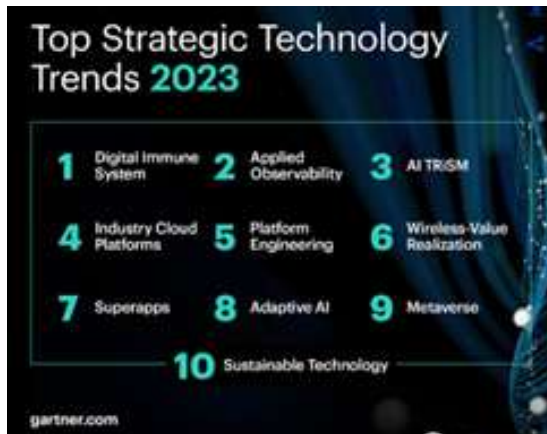 Top Strategic Technology
Trends 2023
1 Digital Immune
System
2 Applied
Observability
3 AI TRiSM
4 Industry Cloud
Platforms
5 Platform
Engineering
6 Wireless-Value
Realization
7 Superapps
8 Adaptive AI
9 Metaverse
10 Sustainable Technology
gartner.com